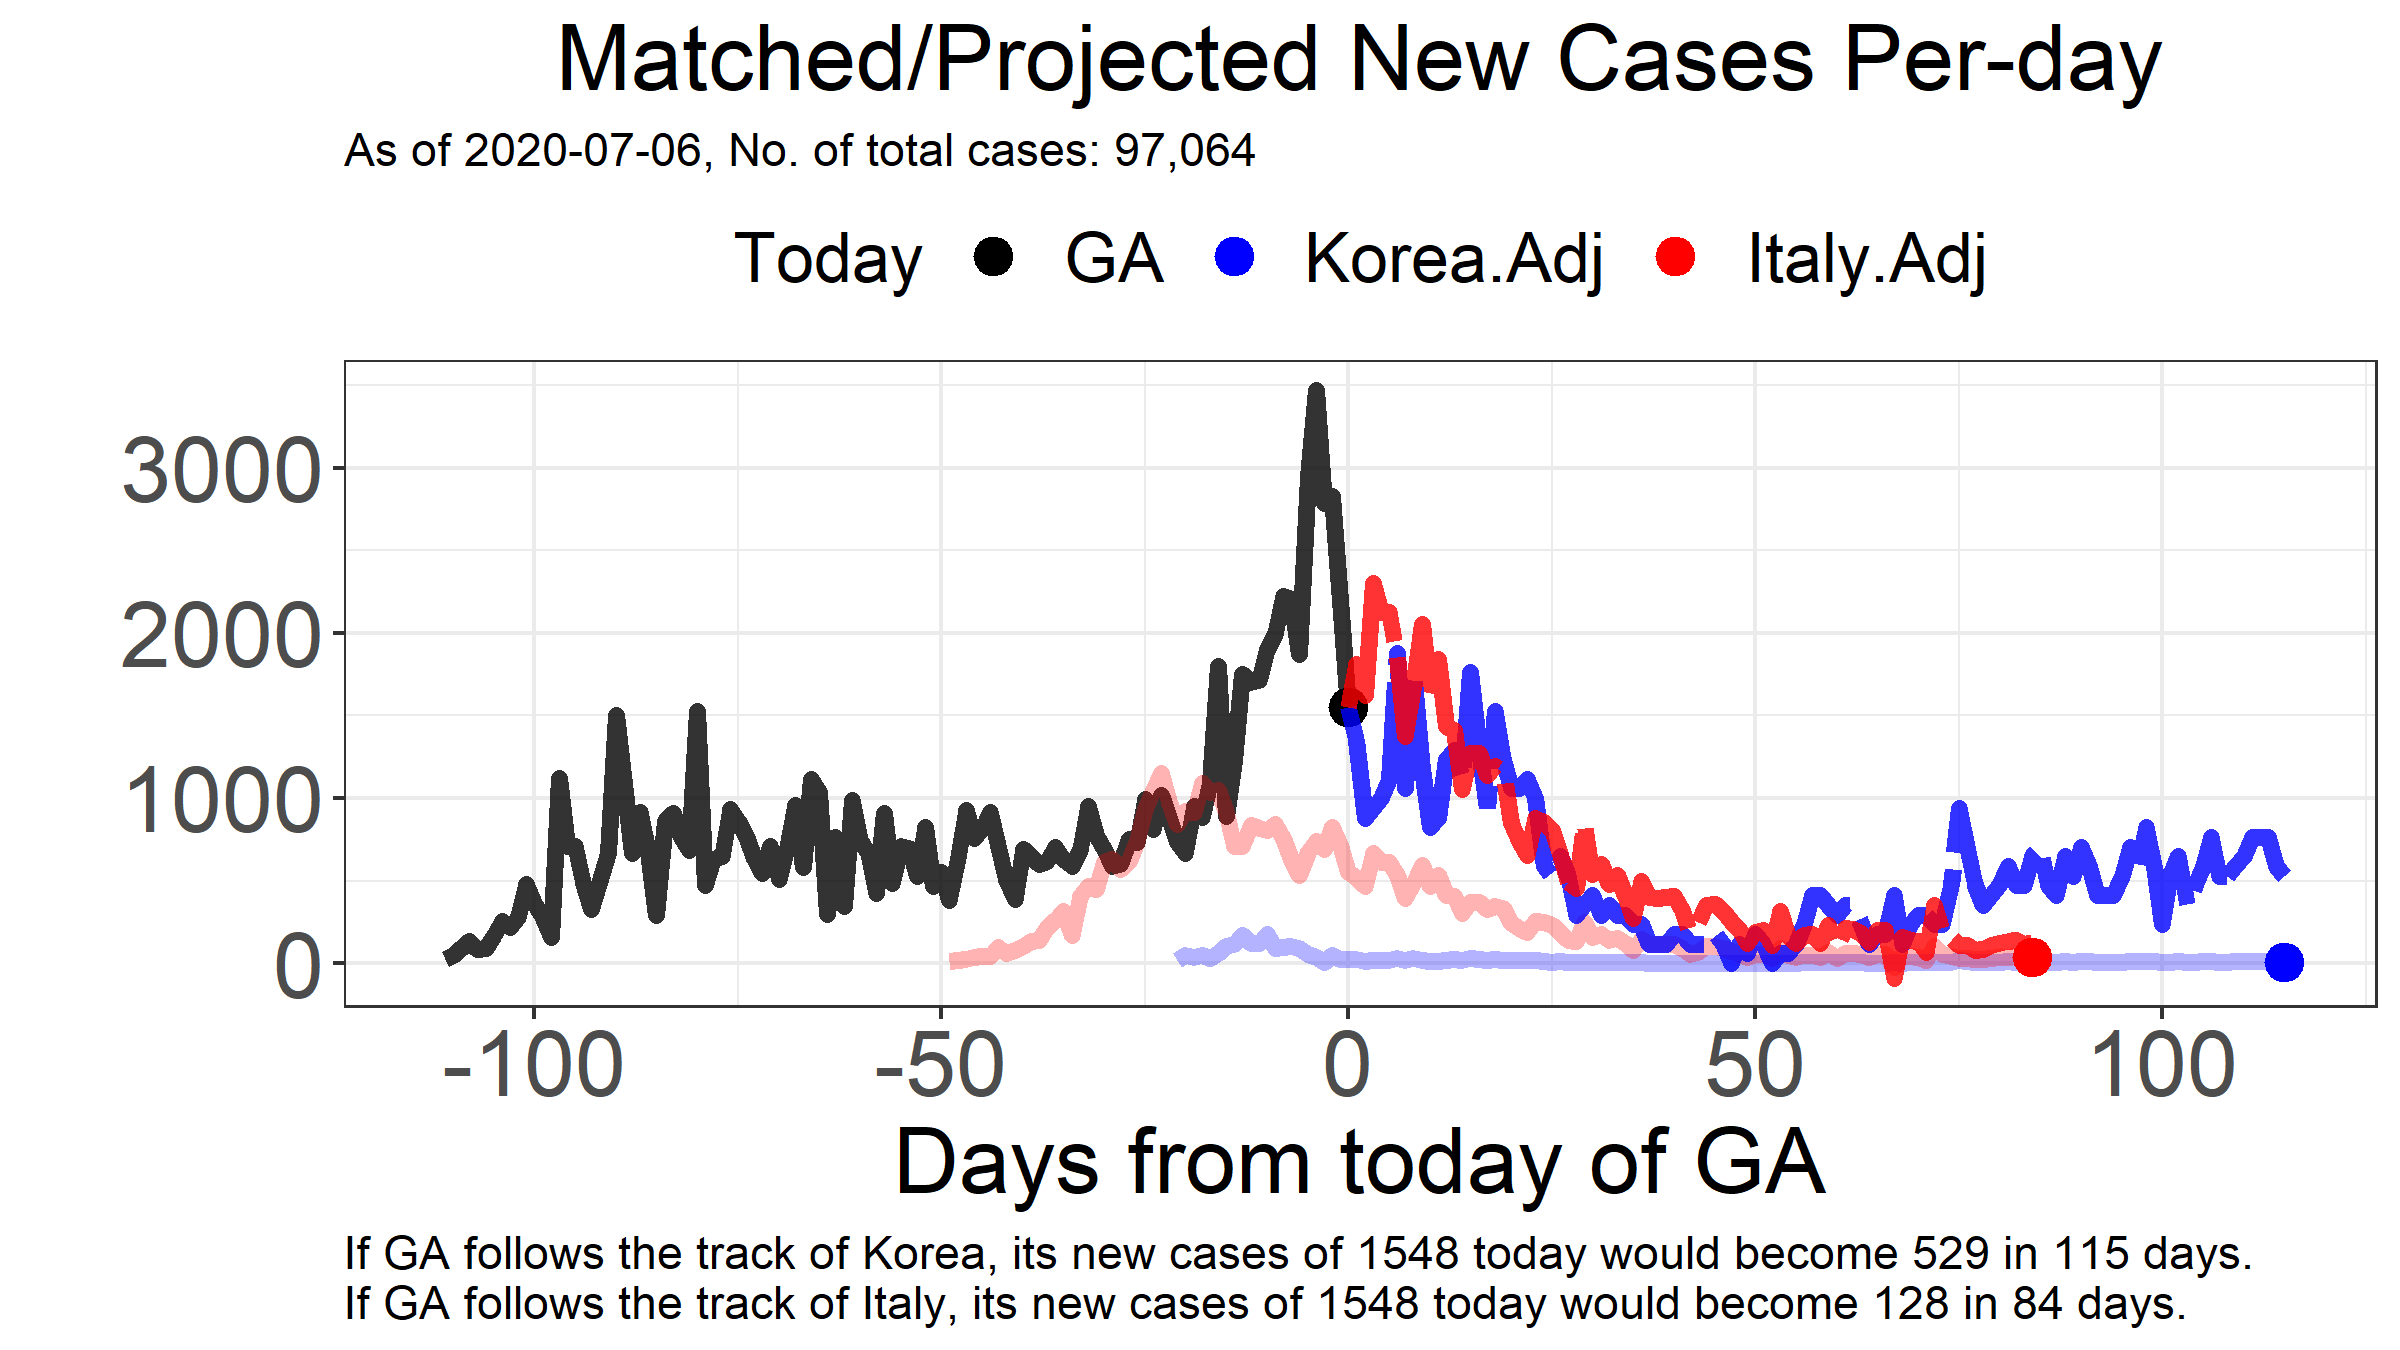 Matched/Projected New Cases Per-day
As of 2020-07-06, No. of total cases: 97,064
Today GA Korea.Adj Italy.Adj
3000
2000
1000
0
-100 -50 0 50 100
Days from today of GA
If GA follows the track of Korea, its new cases of 1548 today would become 529 in 115 days.
If GA follows the track of Italy, its new cases of 1548 today would become 128 in 84 days.